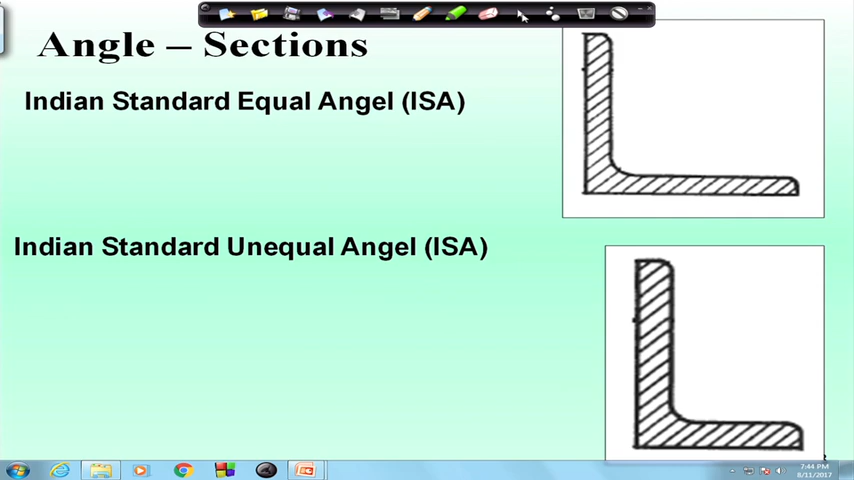 Angle – Sections
Indian Standard Equal Angel (ISA)
Indian Standard Unequal Angel (ISA)
7:44 PM
8/11/2017